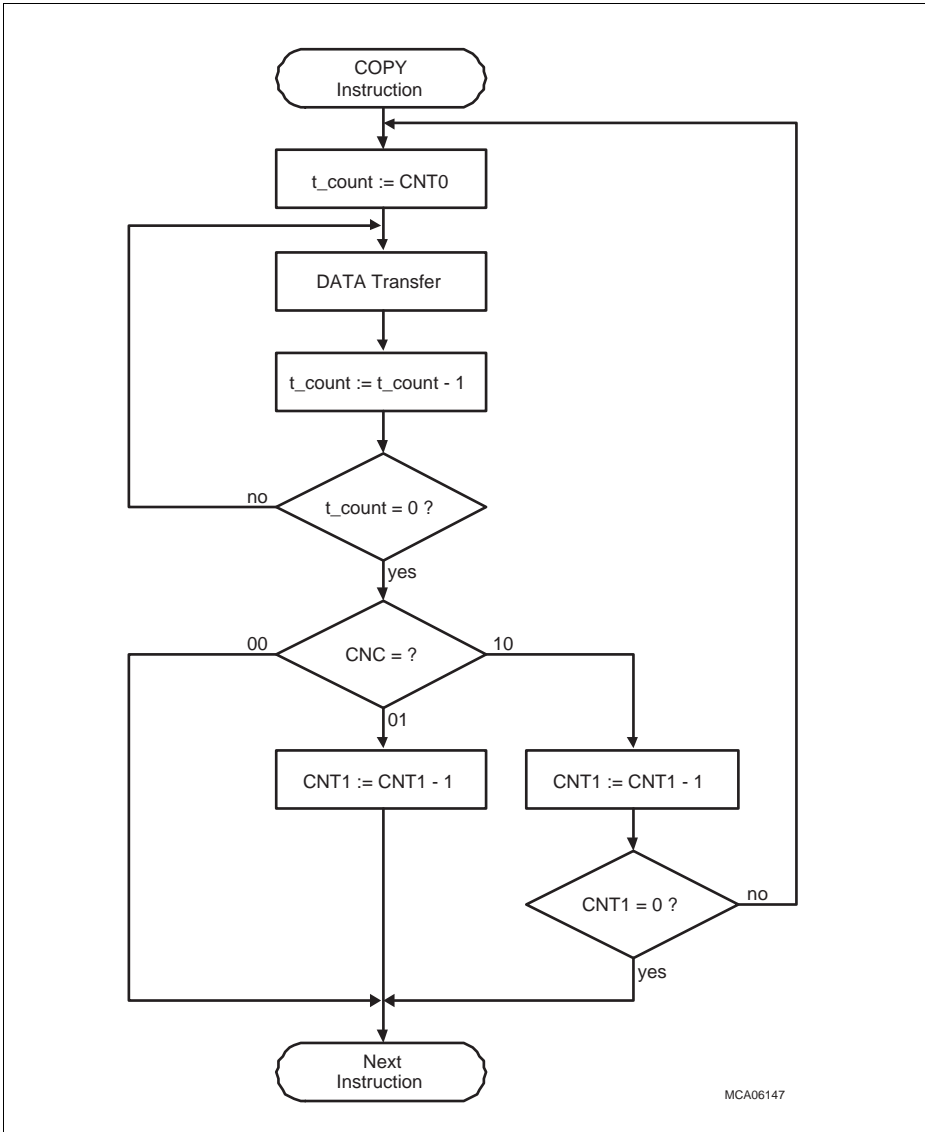 COPY
Instruction
t_count := CNT0
DATA Transfer
t_count := t_count - 1
no
t_count = 0 ?
yes
00
CNC = ?
10
01
CNT1 := CNT1 - 1
CNT1 := CNT1 - 1
CNT1 = 0 ?
no
yes
Next
Instruction
MCA06147